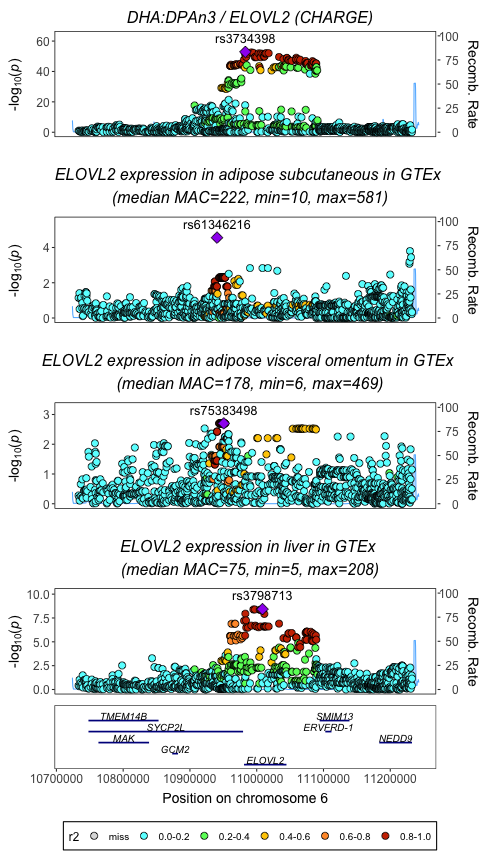 DHA:DPAn3 / ELOVL2 (CHARGE)
rs3734398
60
40
20
0
100
75
50
25
0
-log10(p)
Recomb. Rate
ELOVL2 expression in adipose subcutaneous in GTEx
(median MAC=222, min=10, max=581)
rs61346216
4
2
0
100
75
50
25
0
-log10(p)
Recomb. Rate
ELOVL2 expression in adipose visceral omentum in GTEx
(median MAC=178, min=6, max=469)
rs75383498
3
2
1
0
100
75
50
25
0
-log10(p)
Recomb. Rate
ELOVL2 expression in liver in GTEx
(median MAC=75, min=5, max=208)
rs3798713
10.0
7.5
5.0
2.5
0.0
100
75
50
25
0
-log10(p)
Recomb. Rate
TMEM14B SMIM13
SYCP2L ERVFRD-1
MAK NEDD9
GCM2
ELOVL2
10700000 10800000 10900000 11000000 11100000 11200000
Position on chromosome 6
r2 miss 0.0-0.2 0.2-0.4 0.4-0.6 0.6-0.8 0.8-1.0